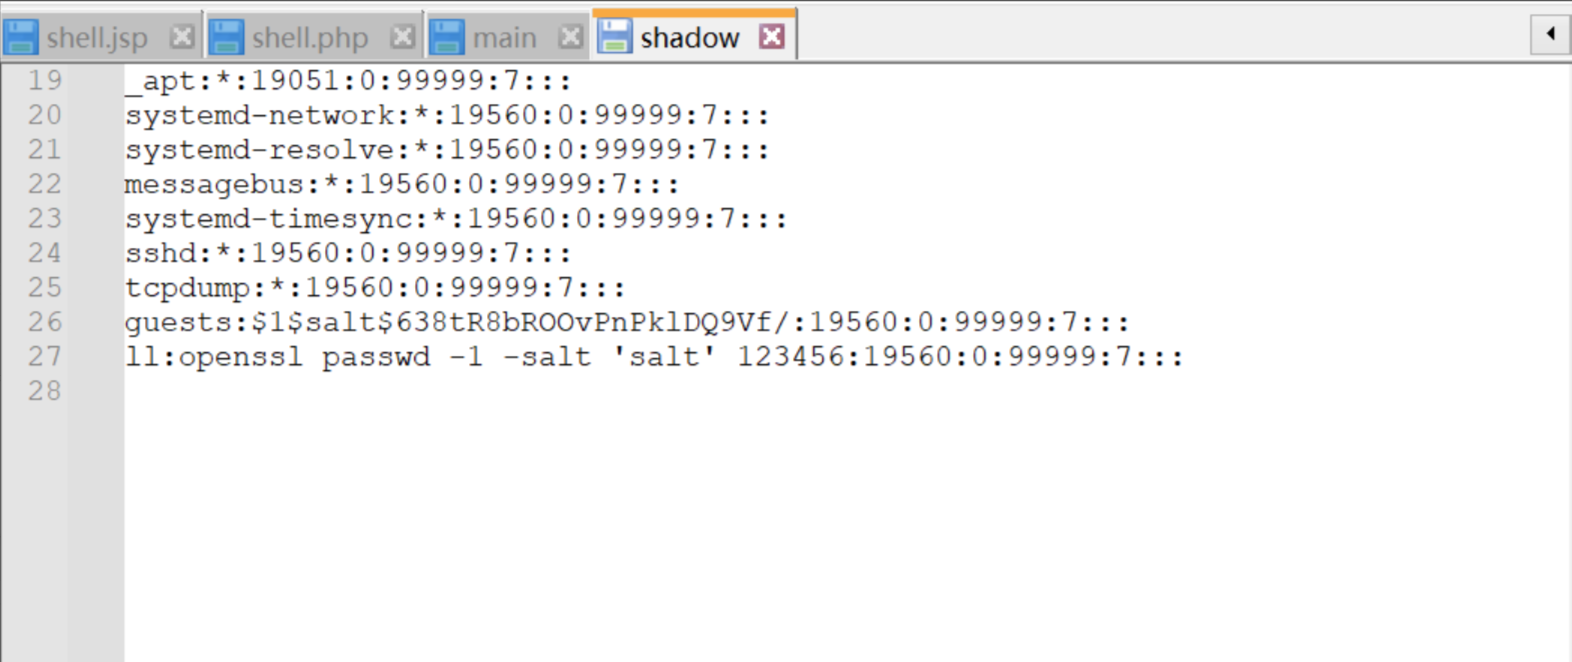 shell.jsp shell.php main shadow
19 _apt:*:19051:0:99999:7:::
20 systemd-network:*:19560:0:99999:7:::
21 systemd-resolve:*:19560:0:99999:7:::
22 messagebus:*:19560:0:99999:7:::
23 systemd-timesync:*:19560:0:99999:7:::
24 sshd:*:19560:0:99999:7:::
25 tcpdump:*:19560:0:99999:7:::
26 guests:$1$salt$638tR8bROOvPnPklDQ9Vf/:19560:0:99999:7:::
27 ll:openssl passwd -1 -salt 'salt' 123456:19560:0:99999:7:::
28